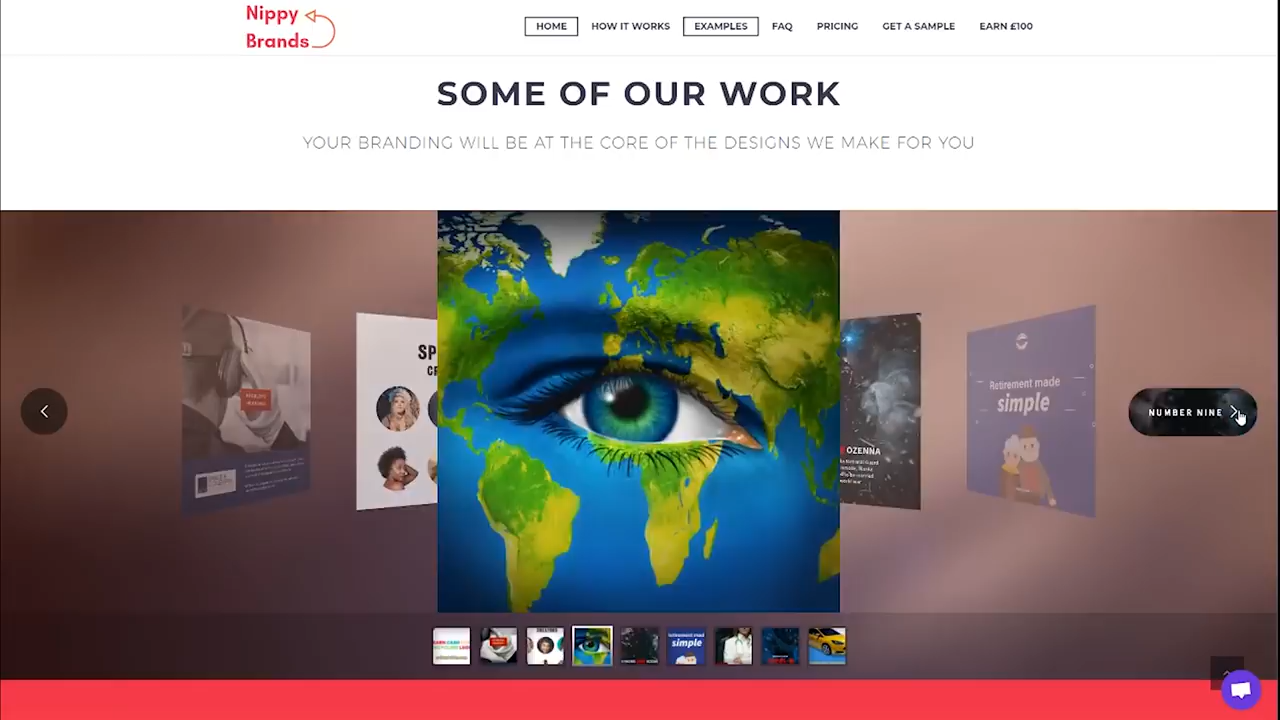 Nippy
Brands
HOME
HOW IT WORKS
EXAMPLES
FAQ
PRICING
GET A SAMPLE
EARN £100
SOME OF OUR WORK
YOUR BRANDING WILL BE AT THE CORE OF THE DESIGNS WE MAKE FOR YOU
SP
OZENNA
Retirement made
simple
NUMBER NINE
simple